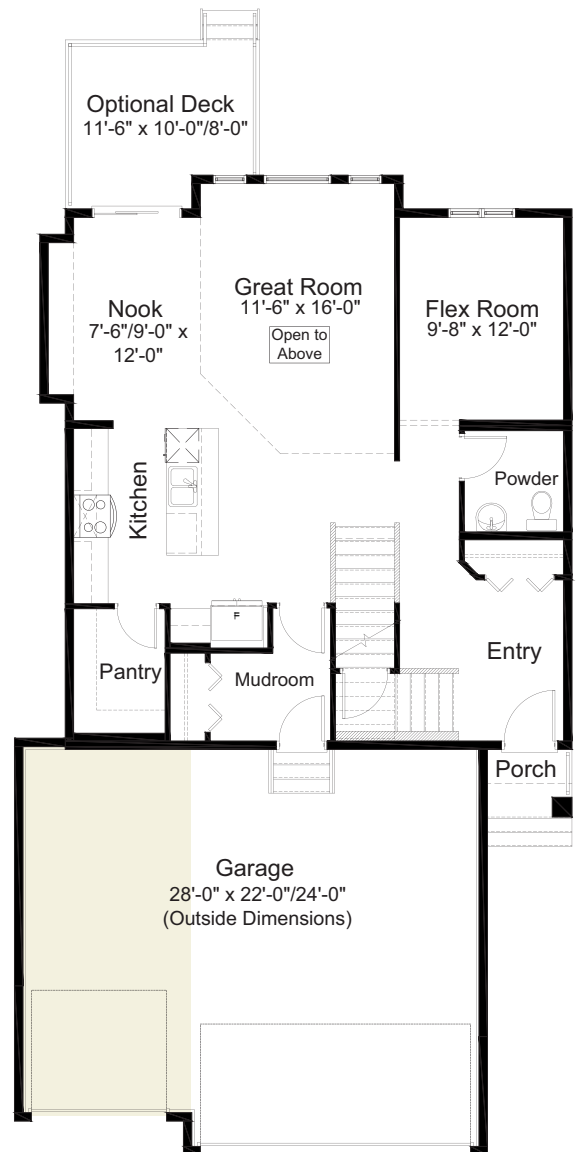 Optional Deck
11'-6" x 10'-0"/8'-0"
Great Room
11'-6" x 16'-0"
Open to
Above
Nook
7'-6"/9'-0" x
12'-0"
Flex Room
9'-8" x 12'-0"
Kitchen
Powder
F
Entry
Pantry
Mudroom
Porch
Garage
28'-0" x 22'-0"/24'-0"
(Outside Dimensions)